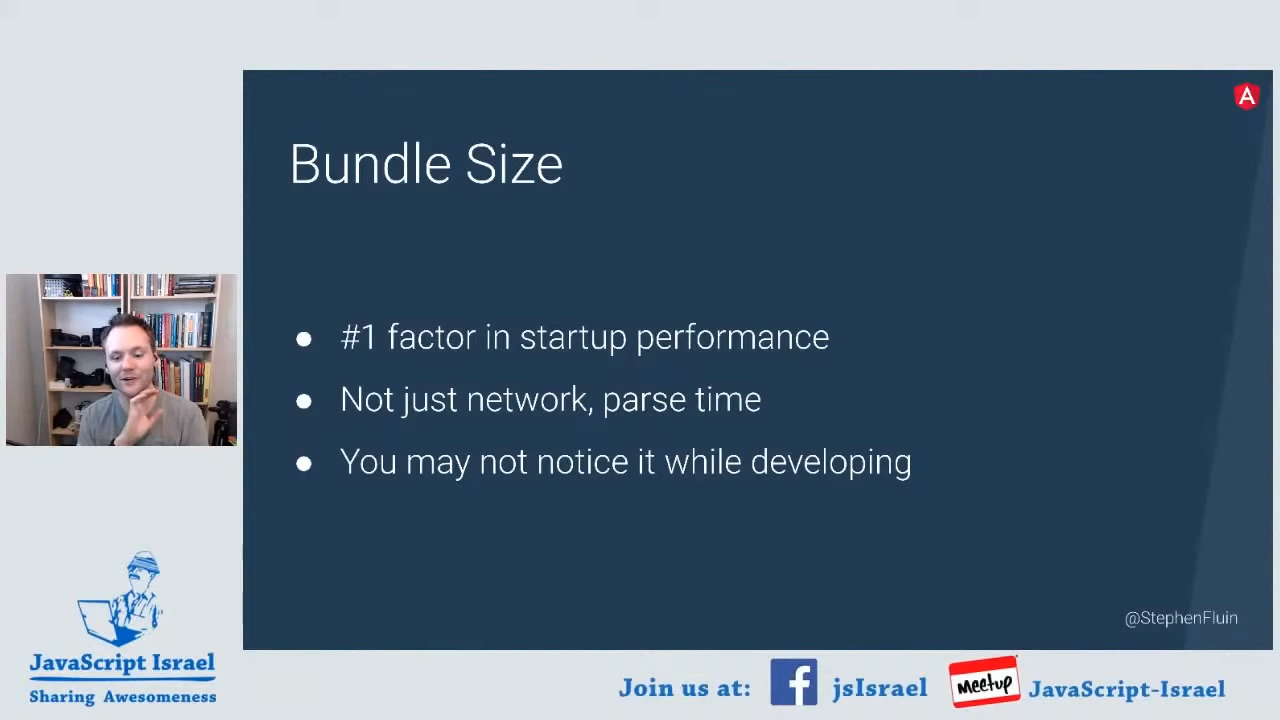 A
Bundle Size
● #1 factor in startup performance
● Not just network, parse time
● You may not notice it while developing
@StephenFluin
JavaScript Israel
Sharing Awesomeness
Join us at: f jsIsrael meetup JavaScript-Israel